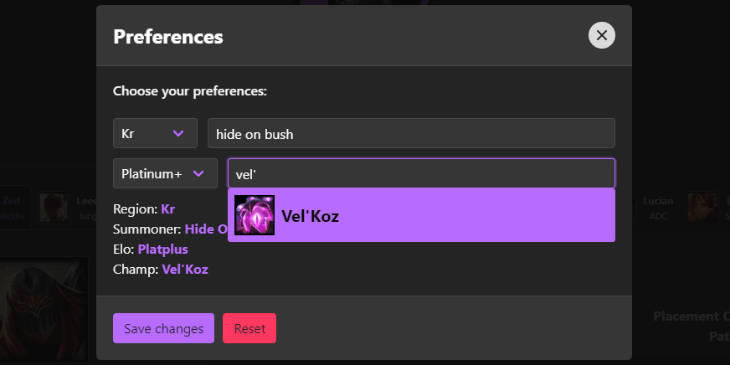 Preferences
Choose your preferences:
Kr
hide on bush
Platinum+
vel'
Vel'Koz
Region: Kr
Summoner: Hide O
Elo: Platplus
Champ: Vel'Koz
Save changes
Reset
Zed
Lucian
ADC
Placement